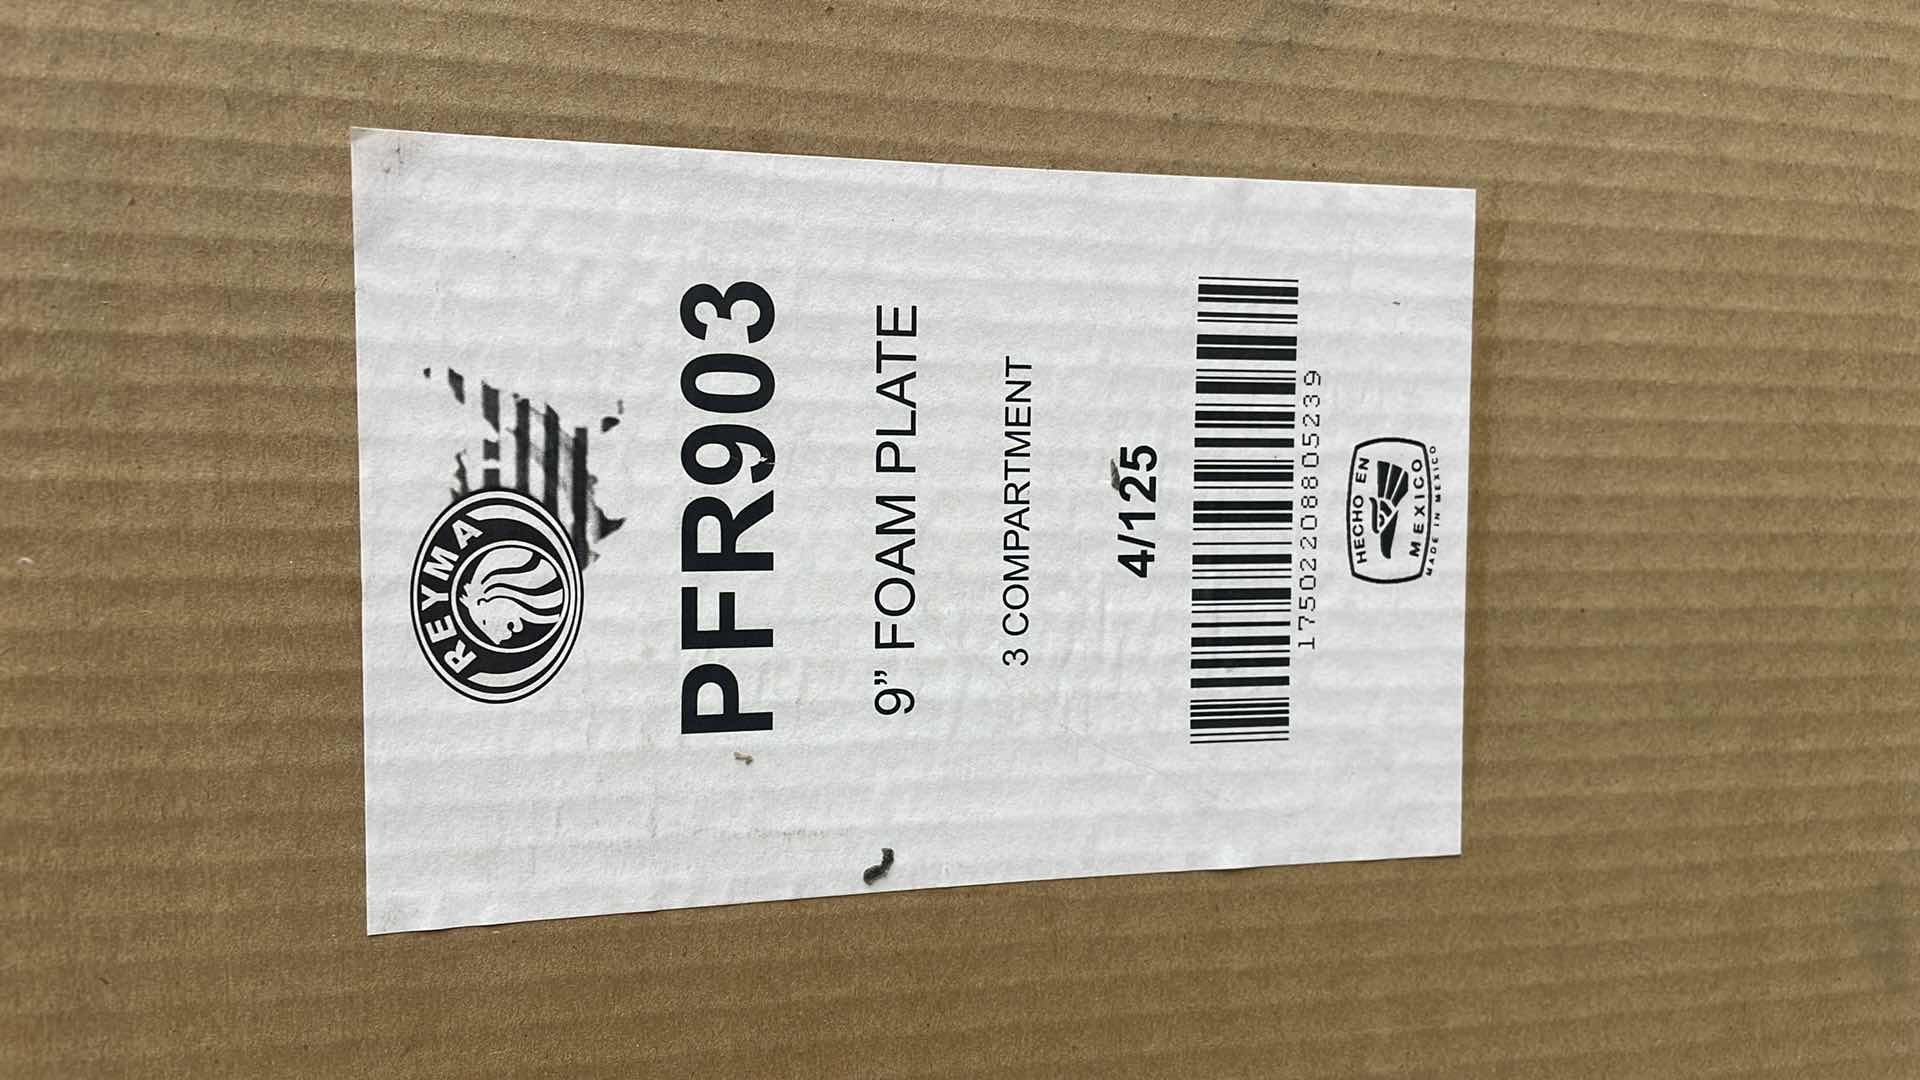 REYMA
PFR903
9” FOAM PLATE
3 COMPARTMENT
4/125
17502208805239
HECHO EN
MEXICO
MADE IN MEXICO